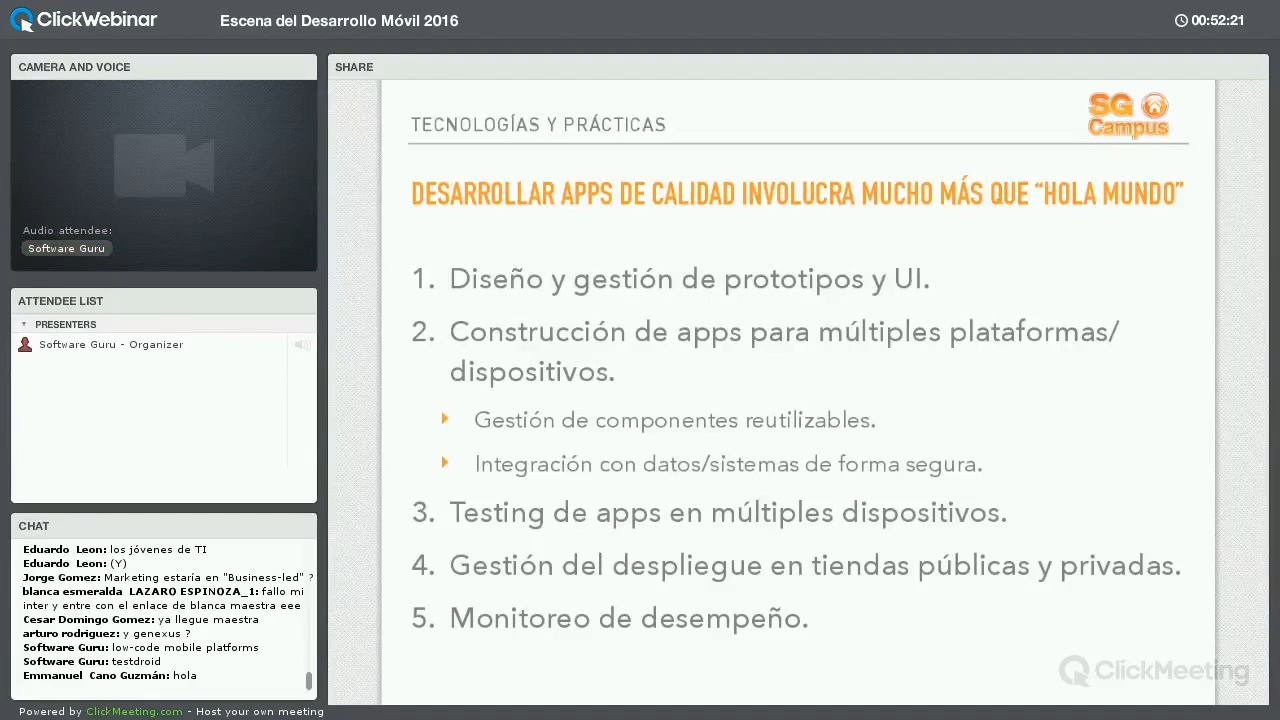 ClickWebinar
Escena del Desarrollo Móvil 2016
00:52:21
CAMERA AND VOICE
Audio attendee:
Software Guru
ATTENDEE LIST
PRESENTERS
Software Guru - Organizer
CHAT
Eduardo Leon: los jóvenes de TI
Eduardo Leon: (Y)
Jorge Gomez: Marketing estaría en "Business-led" ?
blanca esmeralda LAZARO ESPINOZA_1: fallo mi
inter y entre con el enlace de blanca maestra eee
Cesar Domingo Gomez: ya llegue maestra
arturo rodriguez: y genexus ?
Software Guru: low-code mobile platforms
Software Guru: testdroid
Emmanuel Cano Guzmán: hola
Powered by ClickMeeting.com - Host your own meeting
SHARE
TECNOLOGÍAS Y PRÁCTICAS
SG
Campus
DESARROLLAR APPS DE CALIDAD INVOLUCRA MUCHO MÁS QUE “HOLA MUNDO”
1. Diseño y gestión de prototipos y UI.
2. Construcción de apps para múltiples plataformas/
dispositivos.
Gestión de componentes reutilizables.
Integración con datos/sistemas de forma segura.
3. Testing de apps en múltiples dispositivos.
4. Gestión del despliegue en tiendas públicas y privadas.
5. Monitoreo de desempeño.
ClickMeeting